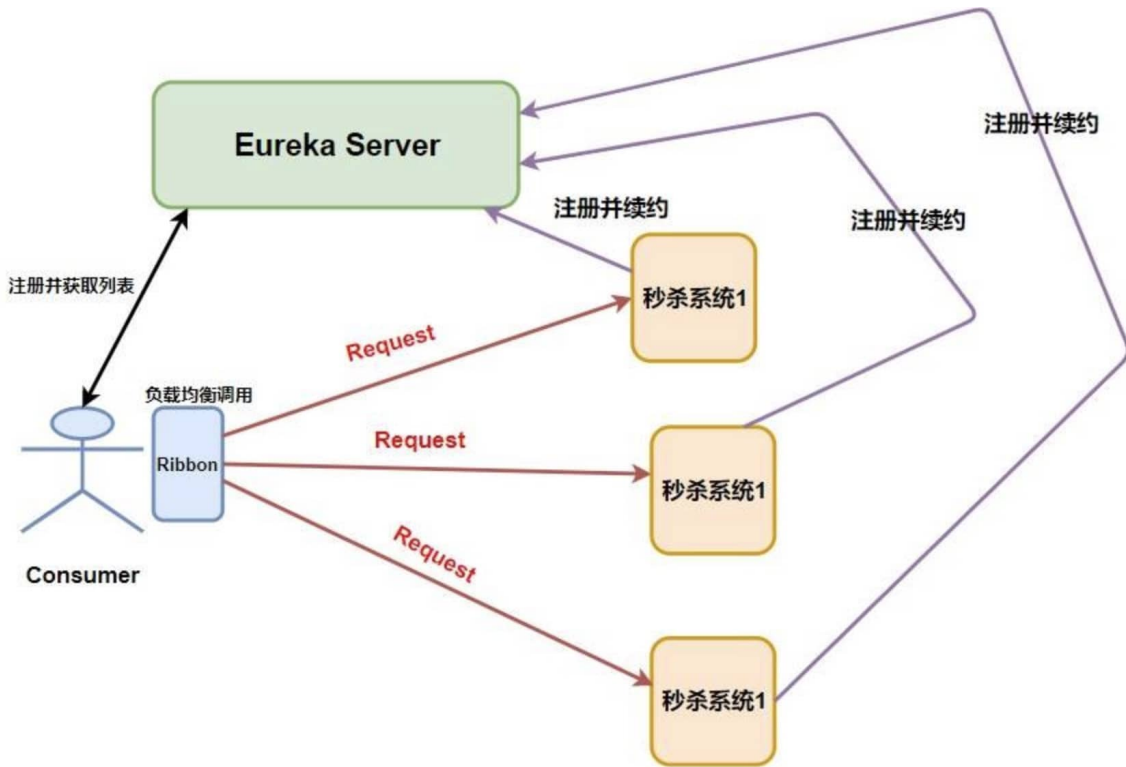 Eureka Server
注册并续约
注册并续约
注册并续约
注册并获取列表
秒杀系统1
Request
负载均衡调用
Ribbon
Request
秒杀系统1
Request
Consumer
秒杀系统1